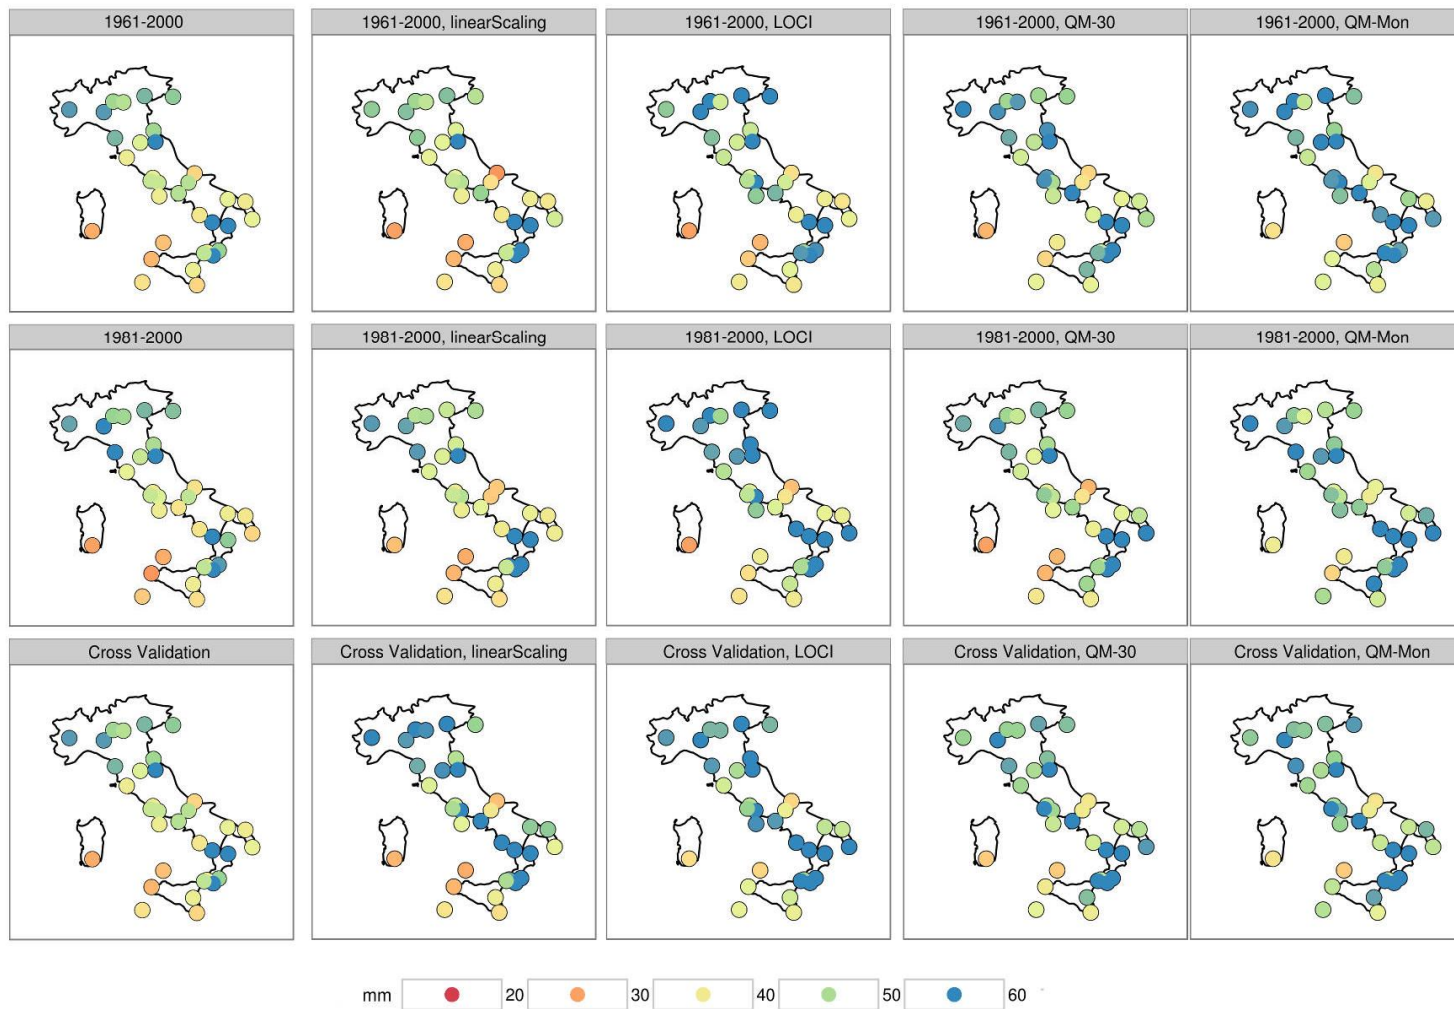 1961-2000
1961-2000, linearScaling
1961-2000, LOCI
1961-2000, QM-30
1961-2000, QM-Mon
1981-2000
1981-2000, linearScaling
1981-2000, LOCI
1981-2000, QM-30
1981-2000, QM-Mon
Cross Validation
Cross Validation, linearScaling
Cross Validation, LOCI
Cross Validation, QM-30
Cross Validation, QM-Mon
mm 20 30 40 50 60